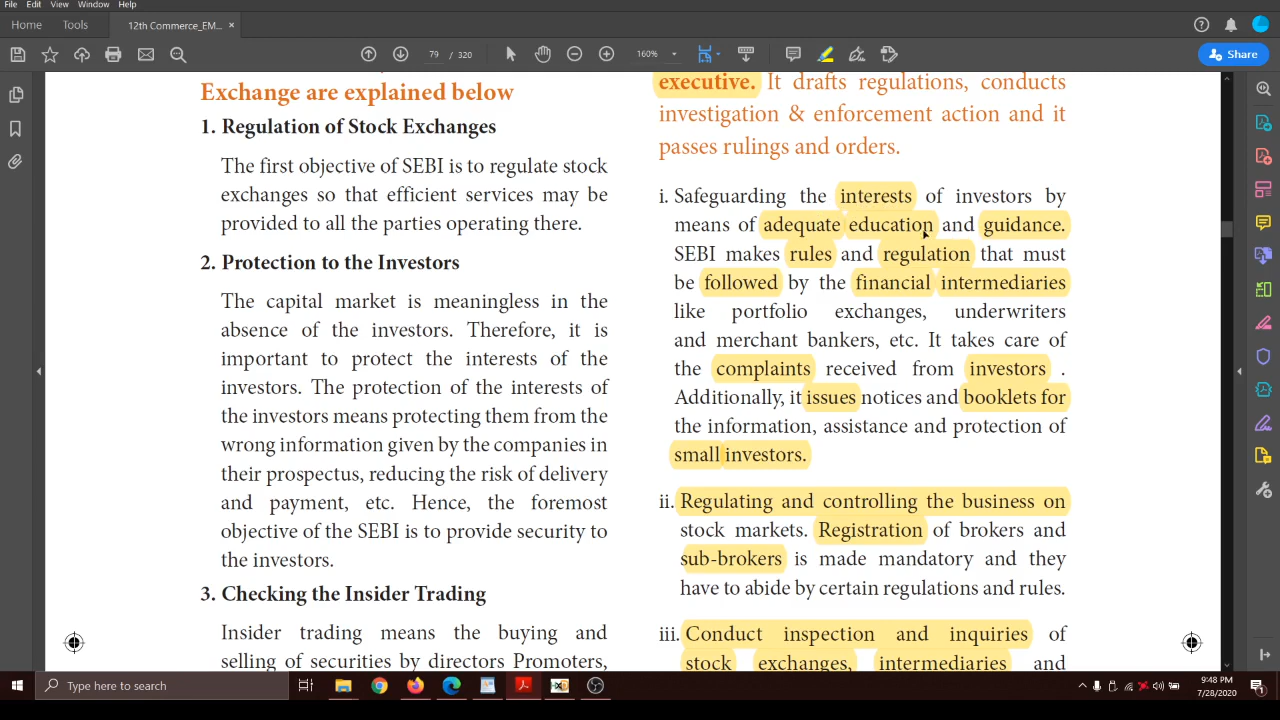 File Edit View Window Help
Home Tools 12th Commerce_EM... ×
79 / 320 160% Share
Exchange are explained below
1. Regulation of Stock Exchanges
The first objective of SEBI is to regulate stock
exchanges so that efficient services may be
provided to all the parties operating there.
2. Protection to the Investors
The capital market is meaningless in the
absence of the investors. Therefore, it is
important to protect the interests of the
investors. The protection of the interests of
the investors means protecting them from the
wrong information given by the companies in
their prospectus, reducing the risk of delivery
and payment, etc. Hence, the foremost
objective of the SEBI is to provide security to
the investors.
3. Checking the Insider Trading
Insider trading means the buying and
selling of securities by directors Promoters,
executive. It drafts regulations, conducts
investigation & enforcement action and it
passes rulings and orders.
i. Safeguarding the interests of investors by
means of adequate education and guidance.
SEBI makes rules and regulation that must
be followed by the financial intermediaries
like portfolio exchanges, underwriters
and merchant bankers, etc. It takes care of
the complaints received from investors .
Additionally, it issues notices and booklets for
the information, assistance and protection of
small investors.
ii. Regulating and controlling the business on
stock markets. Registration of brokers and
sub-brokers is made mandatory and they
have to abide by certain regulations and rules.
iii. Conduct inspection and inquiries of
stock exchanges, intermediaries and
Type here to search
9:48 PM
7/28/2020